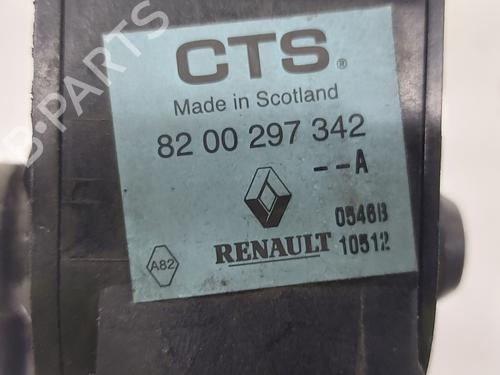 CTS®
Made in Scotland
82 00 297 342
--A
0546B
RENAULT 10512
A82
B-PARTS